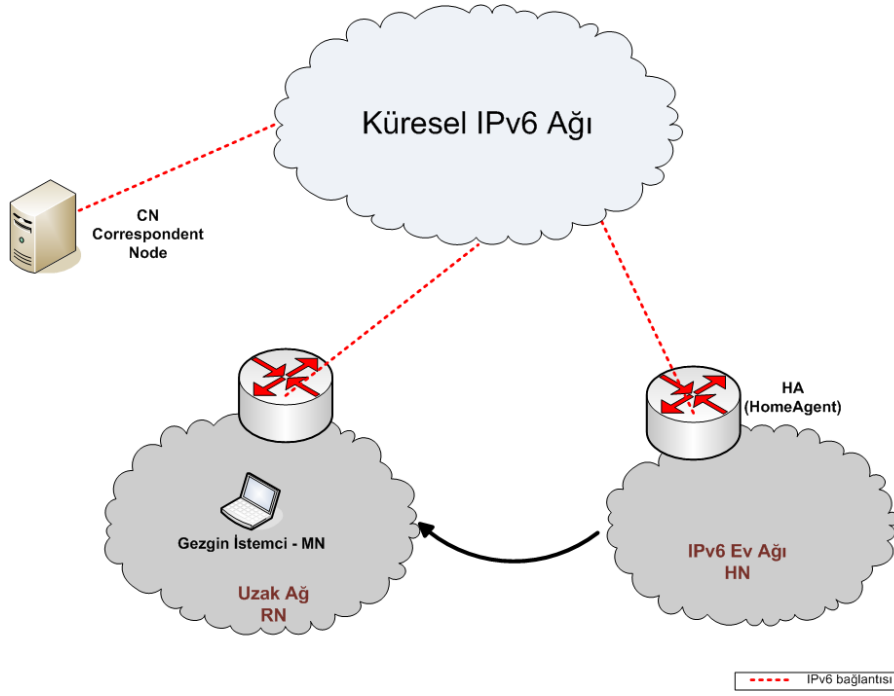 Küresel IPv6 Ağı
CN
Correspondent
Node
HA
(HomeAgent)
Gezgin İstemci - MN
Uzak Ağ
RN
IPv6 Ev Ağı
HN
IPv6 bağlantısı